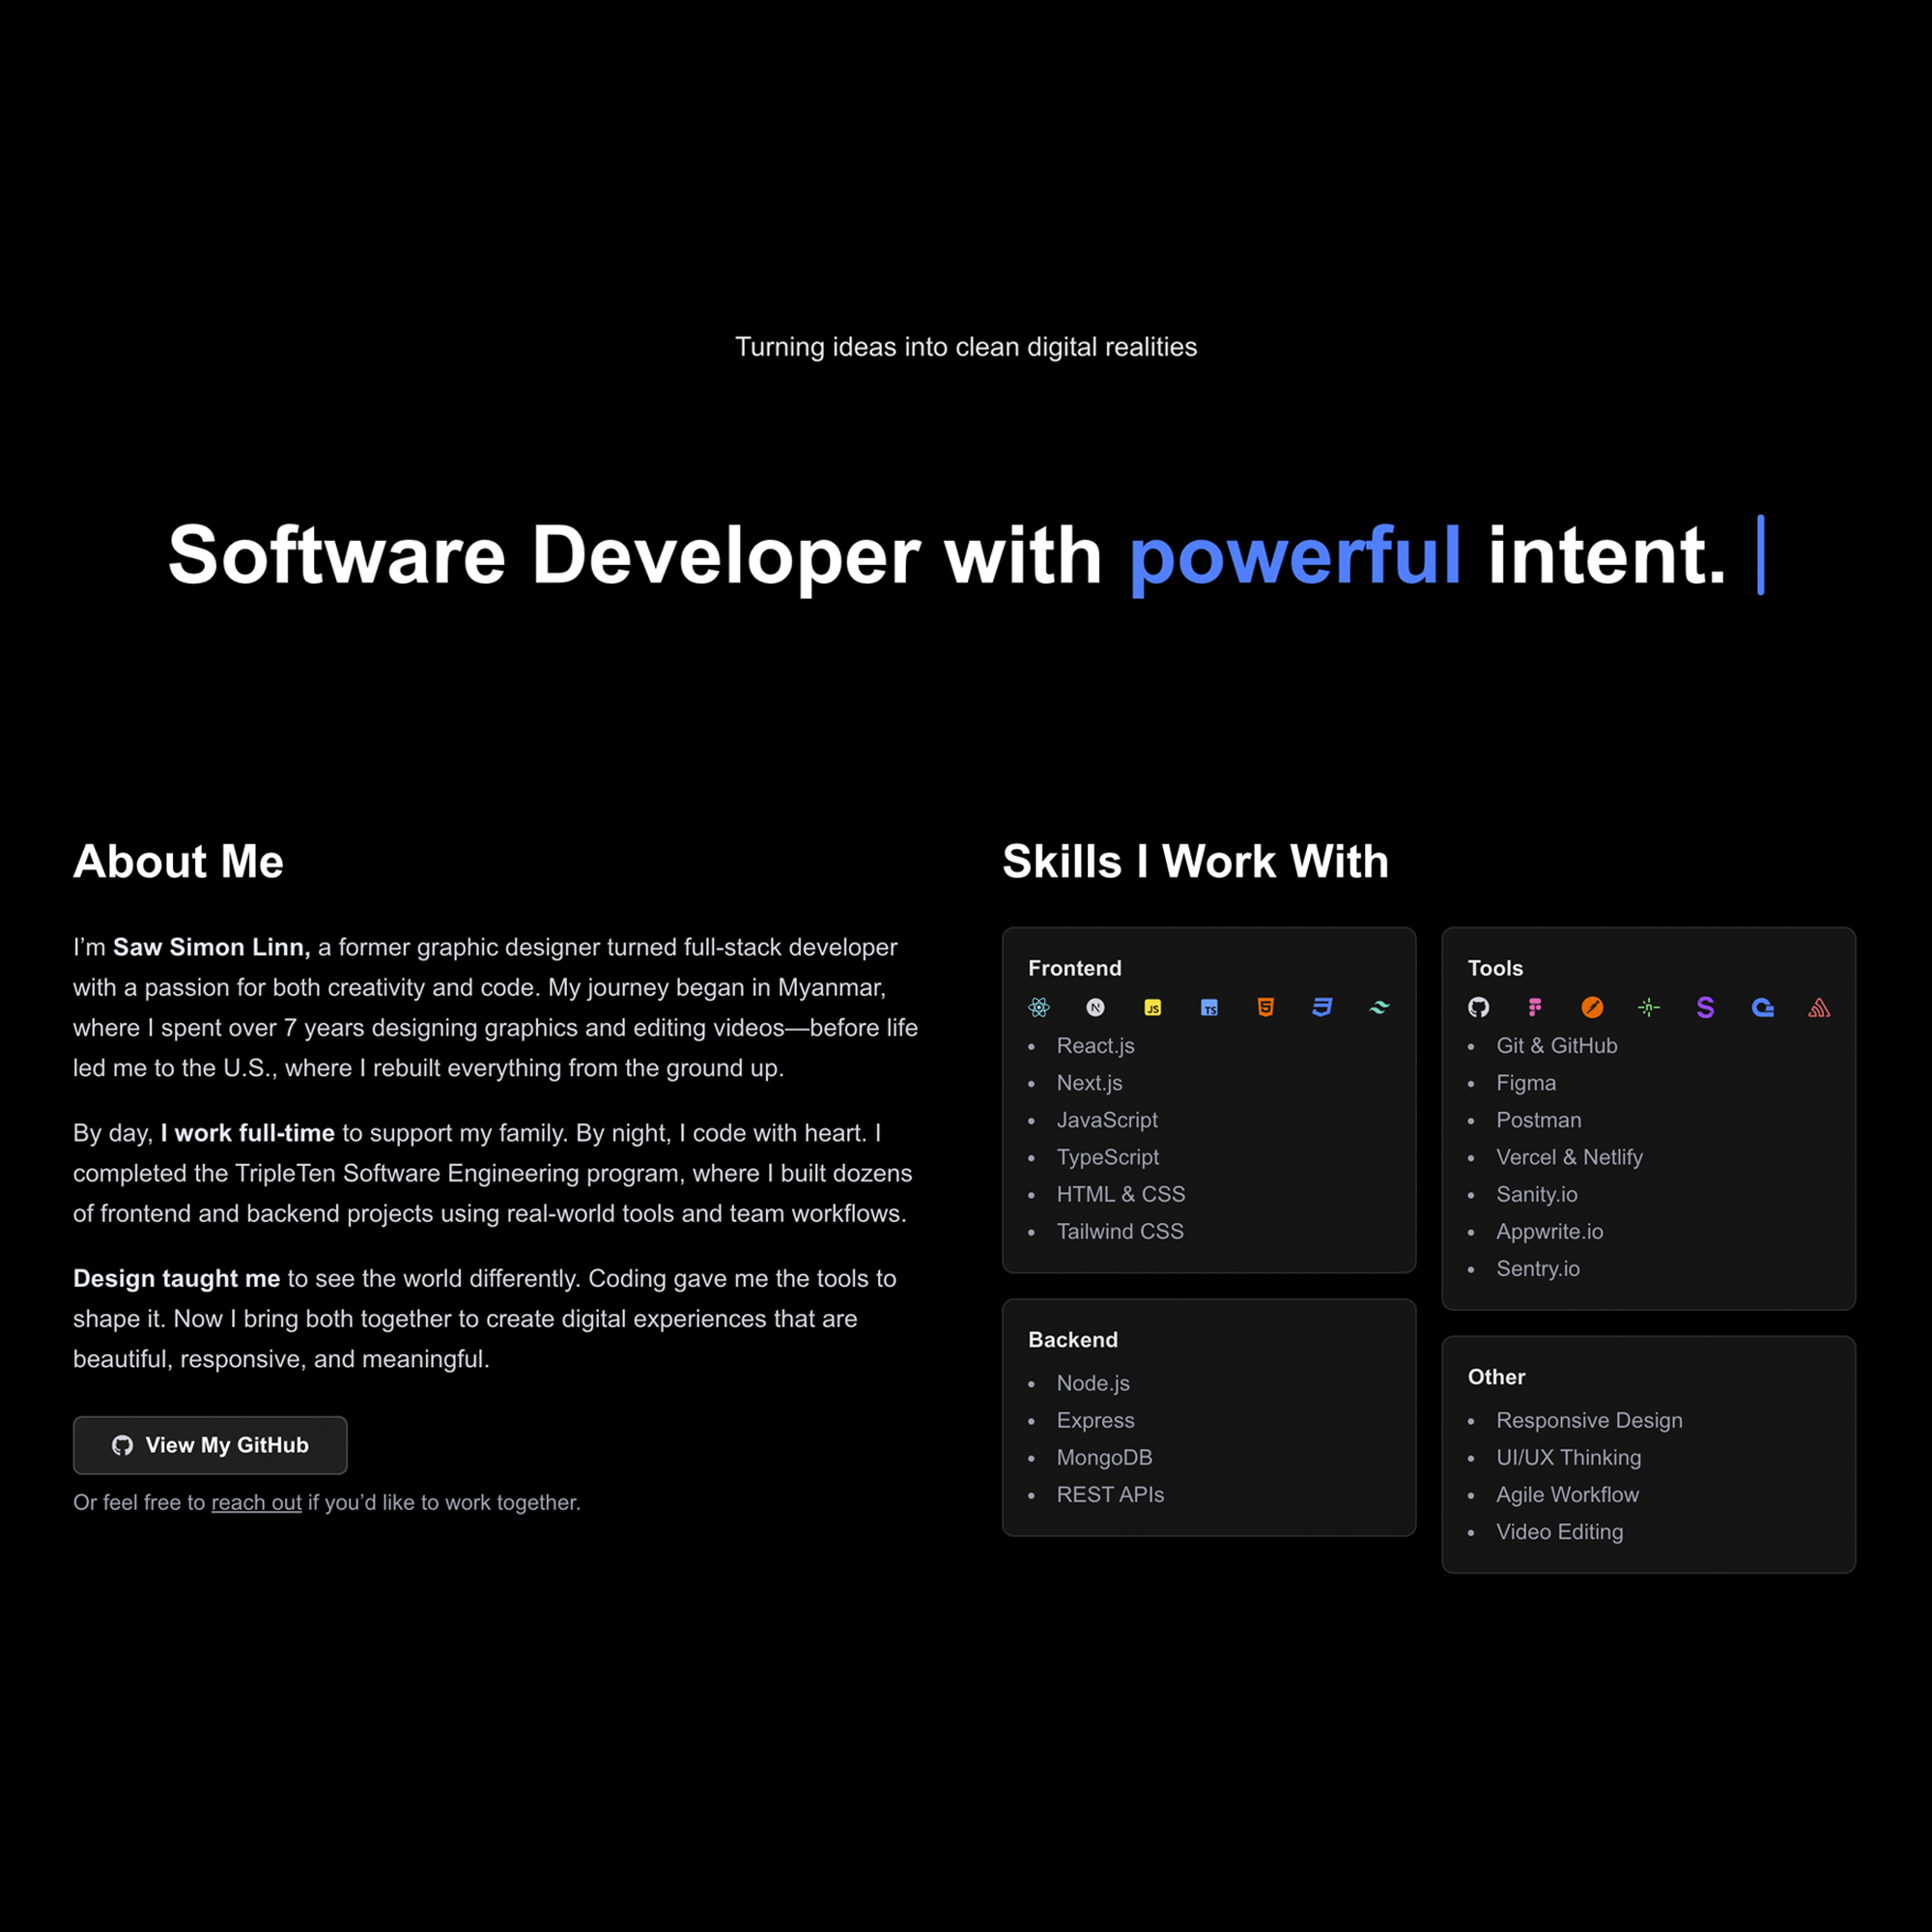 Turning ideas into clean digital realities
Software Developer with powerful intent.
About Me
I’m Saw Simon Linn, a former graphic designer turned full-stack developer
with a passion for both creativity and code. My journey began in Myanmar,
where I spent over 7 years designing graphics and editing videos—before life
led me to the U.S., where I rebuilt everything from the ground up.
By day, I work full-time to support my family. By night, I code with heart. I
completed the TripleTen Software Engineering program, where I built dozens
of frontend and backend projects using real-world tools and team workflows.
Design taught me to see the world differently. Coding gave me the tools to
shape it. Now I bring both together to create digital experiences that are
beautiful, responsive, and meaningful.
View My GitHub
Or feel free to reach out if you’d like to work together.
Skills I Work With
Frontend
N JS TS 5 3
React.js
Next.js
JavaScript
TypeScript
HTML & CSS
Tailwind CSS
Backend
Node.js
Express
MongoDB
REST APIs
Tools
S
Git & GitHub
Figma
Postman
Vercel & Netlify
Sanity.io
Appwrite.io
Sentry.io
Other
Responsive Design
UI/UX Thinking
Agile Workflow
Video Editing